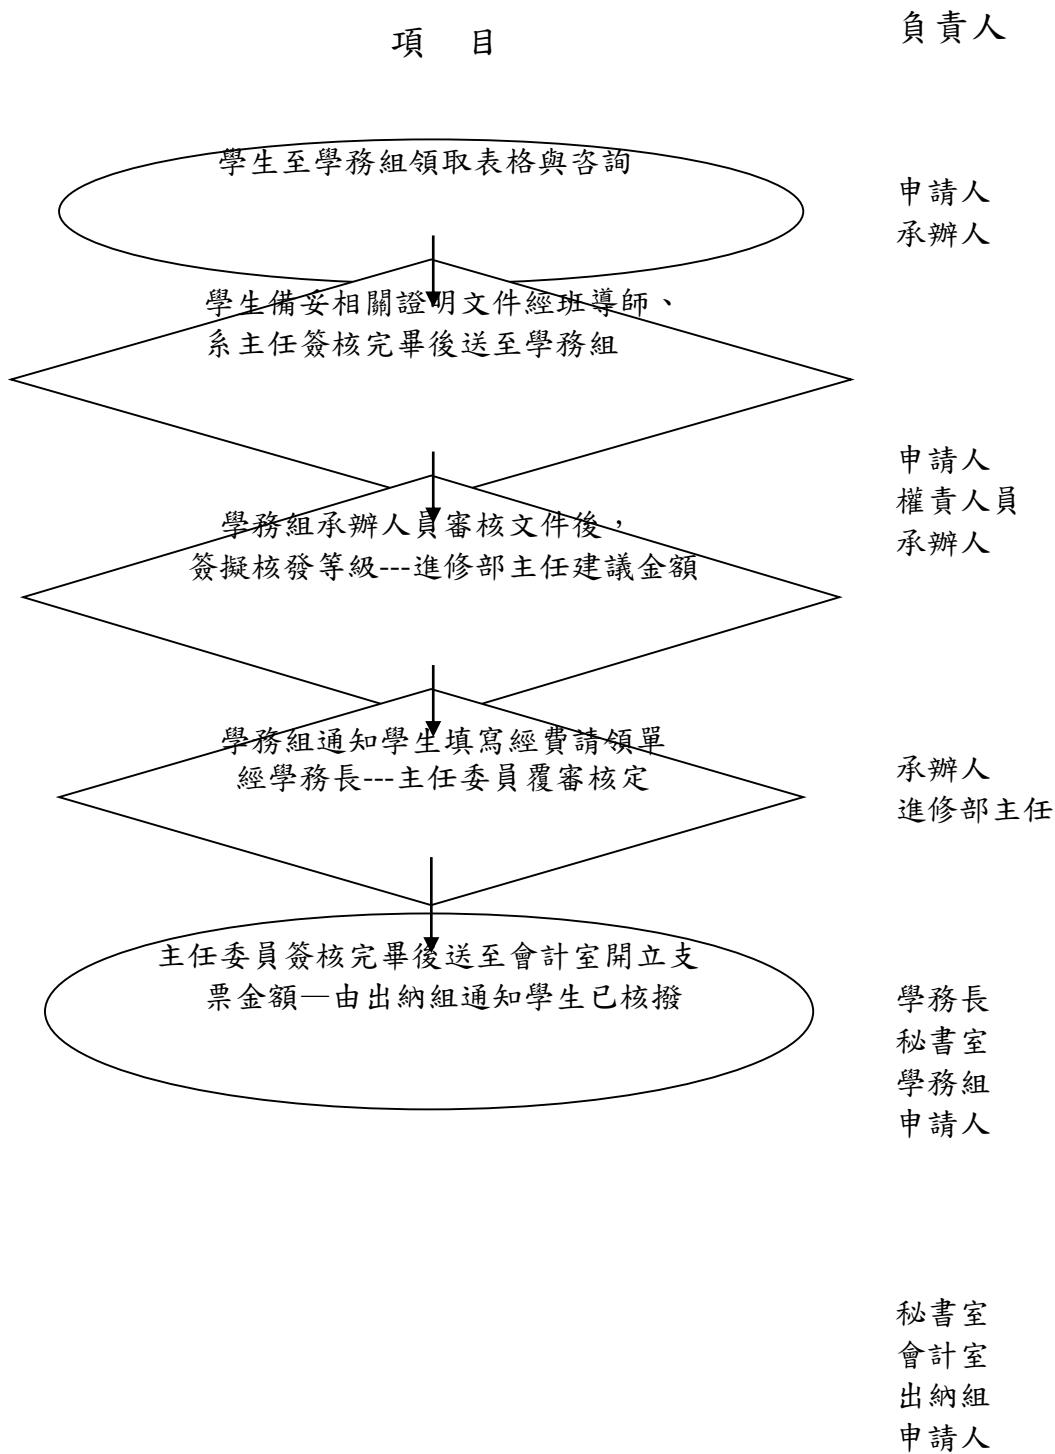 項 目
負責人
學生至學務組領取表格與咨詢
申請人
承辦人
學生備妥相關證明文件經班導師、
系主任簽核完畢後送至學務組
申請人
權責人員
承辦人
學務組承辦人員審核文件後，
簽擬核發等級---進修部主任建議金額
承辦人
進修部主任
學務組通知學生填寫經費請領單
經學務長---主任委員覆審核定
學務長
秘書室
學務組
申請人
主任委員簽核完畢後送至會計室開立支
票金額—由出納組通知學生已核撥
秘書室
會計室
出納組
申請人